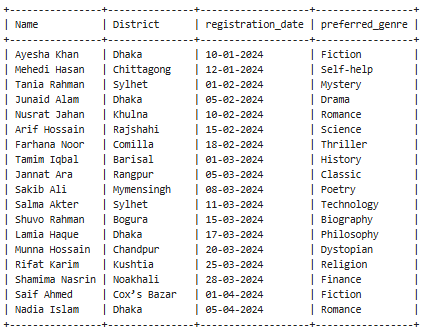 +----------------+--------------+-------------------+-----------------+
| Name           | District     | registration_date | preferred_genre |
+----------------+--------------+-------------------+-----------------+
| Ayesha Khan    | Dhaka        | 10-01-2024        | Fiction         |
| Mehedi Hasan   | Chittagong   | 12-01-2024        | Self-help       |
| Tania Rahman   | Sylhet       | 01-02-2024        | Mystery         |
| Junaid Alam    | Dhaka        | 05-02-2024        | Drama           |
| Nusrat Jahan   | Khulna       | 10-02-2024        | Romance         |
| Arif Hossain   | Rajshahi     | 15-02-2024        | Science         |
| Farhana Noor   | Comilla      | 18-02-2024        | Thriller        |
| Tamim Iqbal    | Barisal      | 01-03-2024        | History         |
| Jannat Ara     | Rangpur      | 05-03-2024        | Classic         |
| Sakib Ali      | Mymensingh   | 08-03-2024        | Poetry          |
| Salma Akter    | Sylhet       | 11-03-2024        | Technology      |
| Shuvo Rahman   | Bogura       | 15-03-2024        | Biography       |
| Lamia Haque    | Dhaka        | 17-03-2024        | Philosophy      |
| Munna Hossain  | Chandpur     | 20-03-2024        | Dystopian       |
| Rifat Karim    | Kushtia      | 25-03-2024        | Religion        |
| Shamima Nasrin | Noakhali     | 28-03-2024        | Finance         |
| Saif Ahmed     | Cox’s Bazar  | 01-04-2024        | Fiction         |
| Nadia Islam    | Dhaka        | 05-04-2024        | Romance         |
+----------------+--------------+-------------------+-----------------+